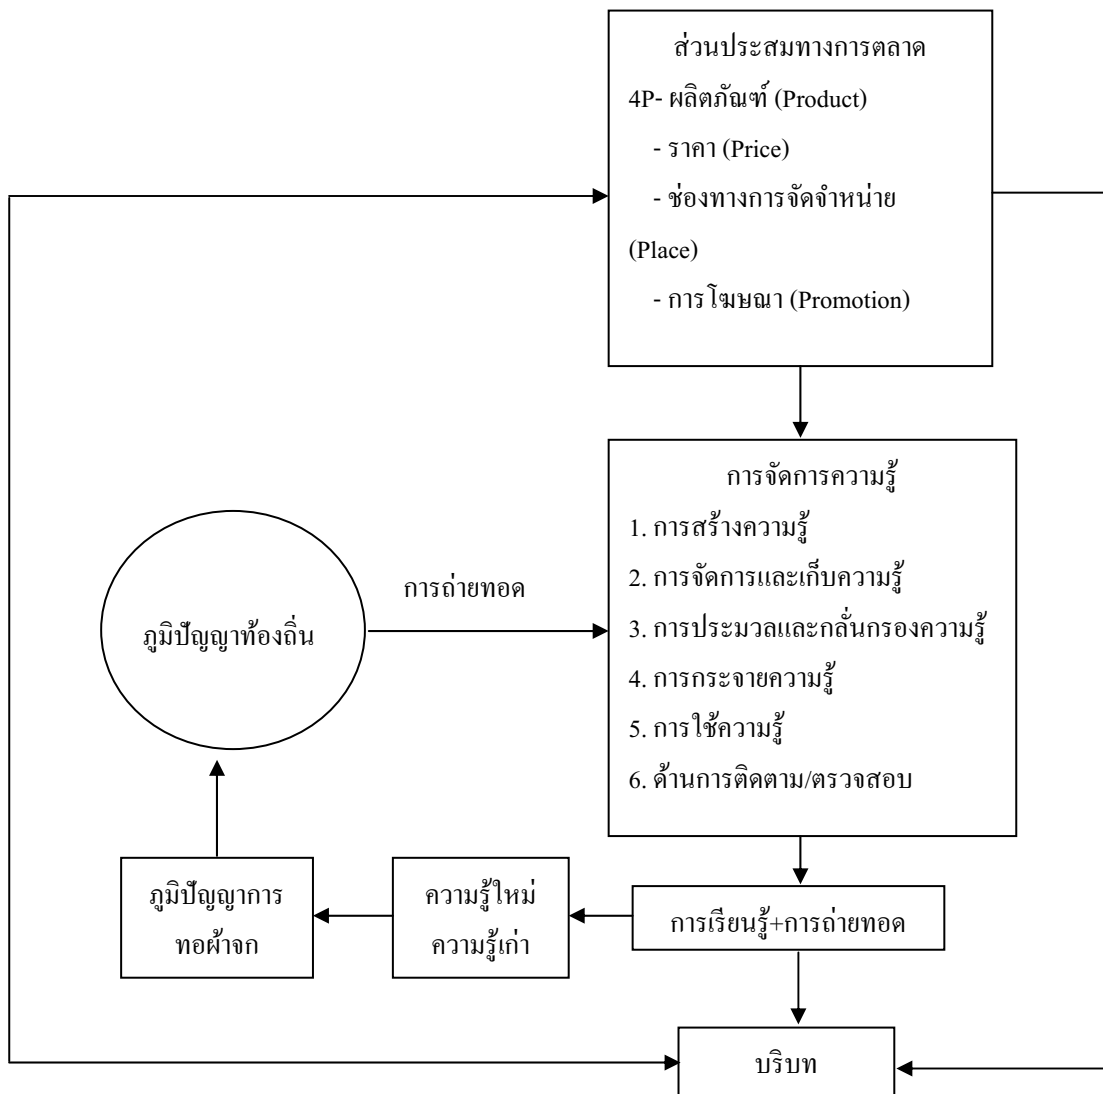 ส่วนประสมทางการตลาด
4P- ผลิตภัณฑ์ (Product)
- ราคา (Price)
- ช่องทางการจัดจำหน่าย
(Place)
- การโฆษณา (Promotion)
การจัดการความรู้
1. การสร้างความรู้
2. การจัดการและเก็บความรู้
3. การประมวลและกลั่นกรองความรู้
4. การกระจายความรู้
5. การใช้ความรู้
6. ด้านการติดตาม/ตรวจสอบ
การถ่ายทอด
ภูมิปัญญาท้องถิ่น
ภูมิปัญญาการ
ทอผ้าจก
ความรู้ใหม่
ความรู้เก่า
การเรียนรู้+การถ่ายทอด
บริบท